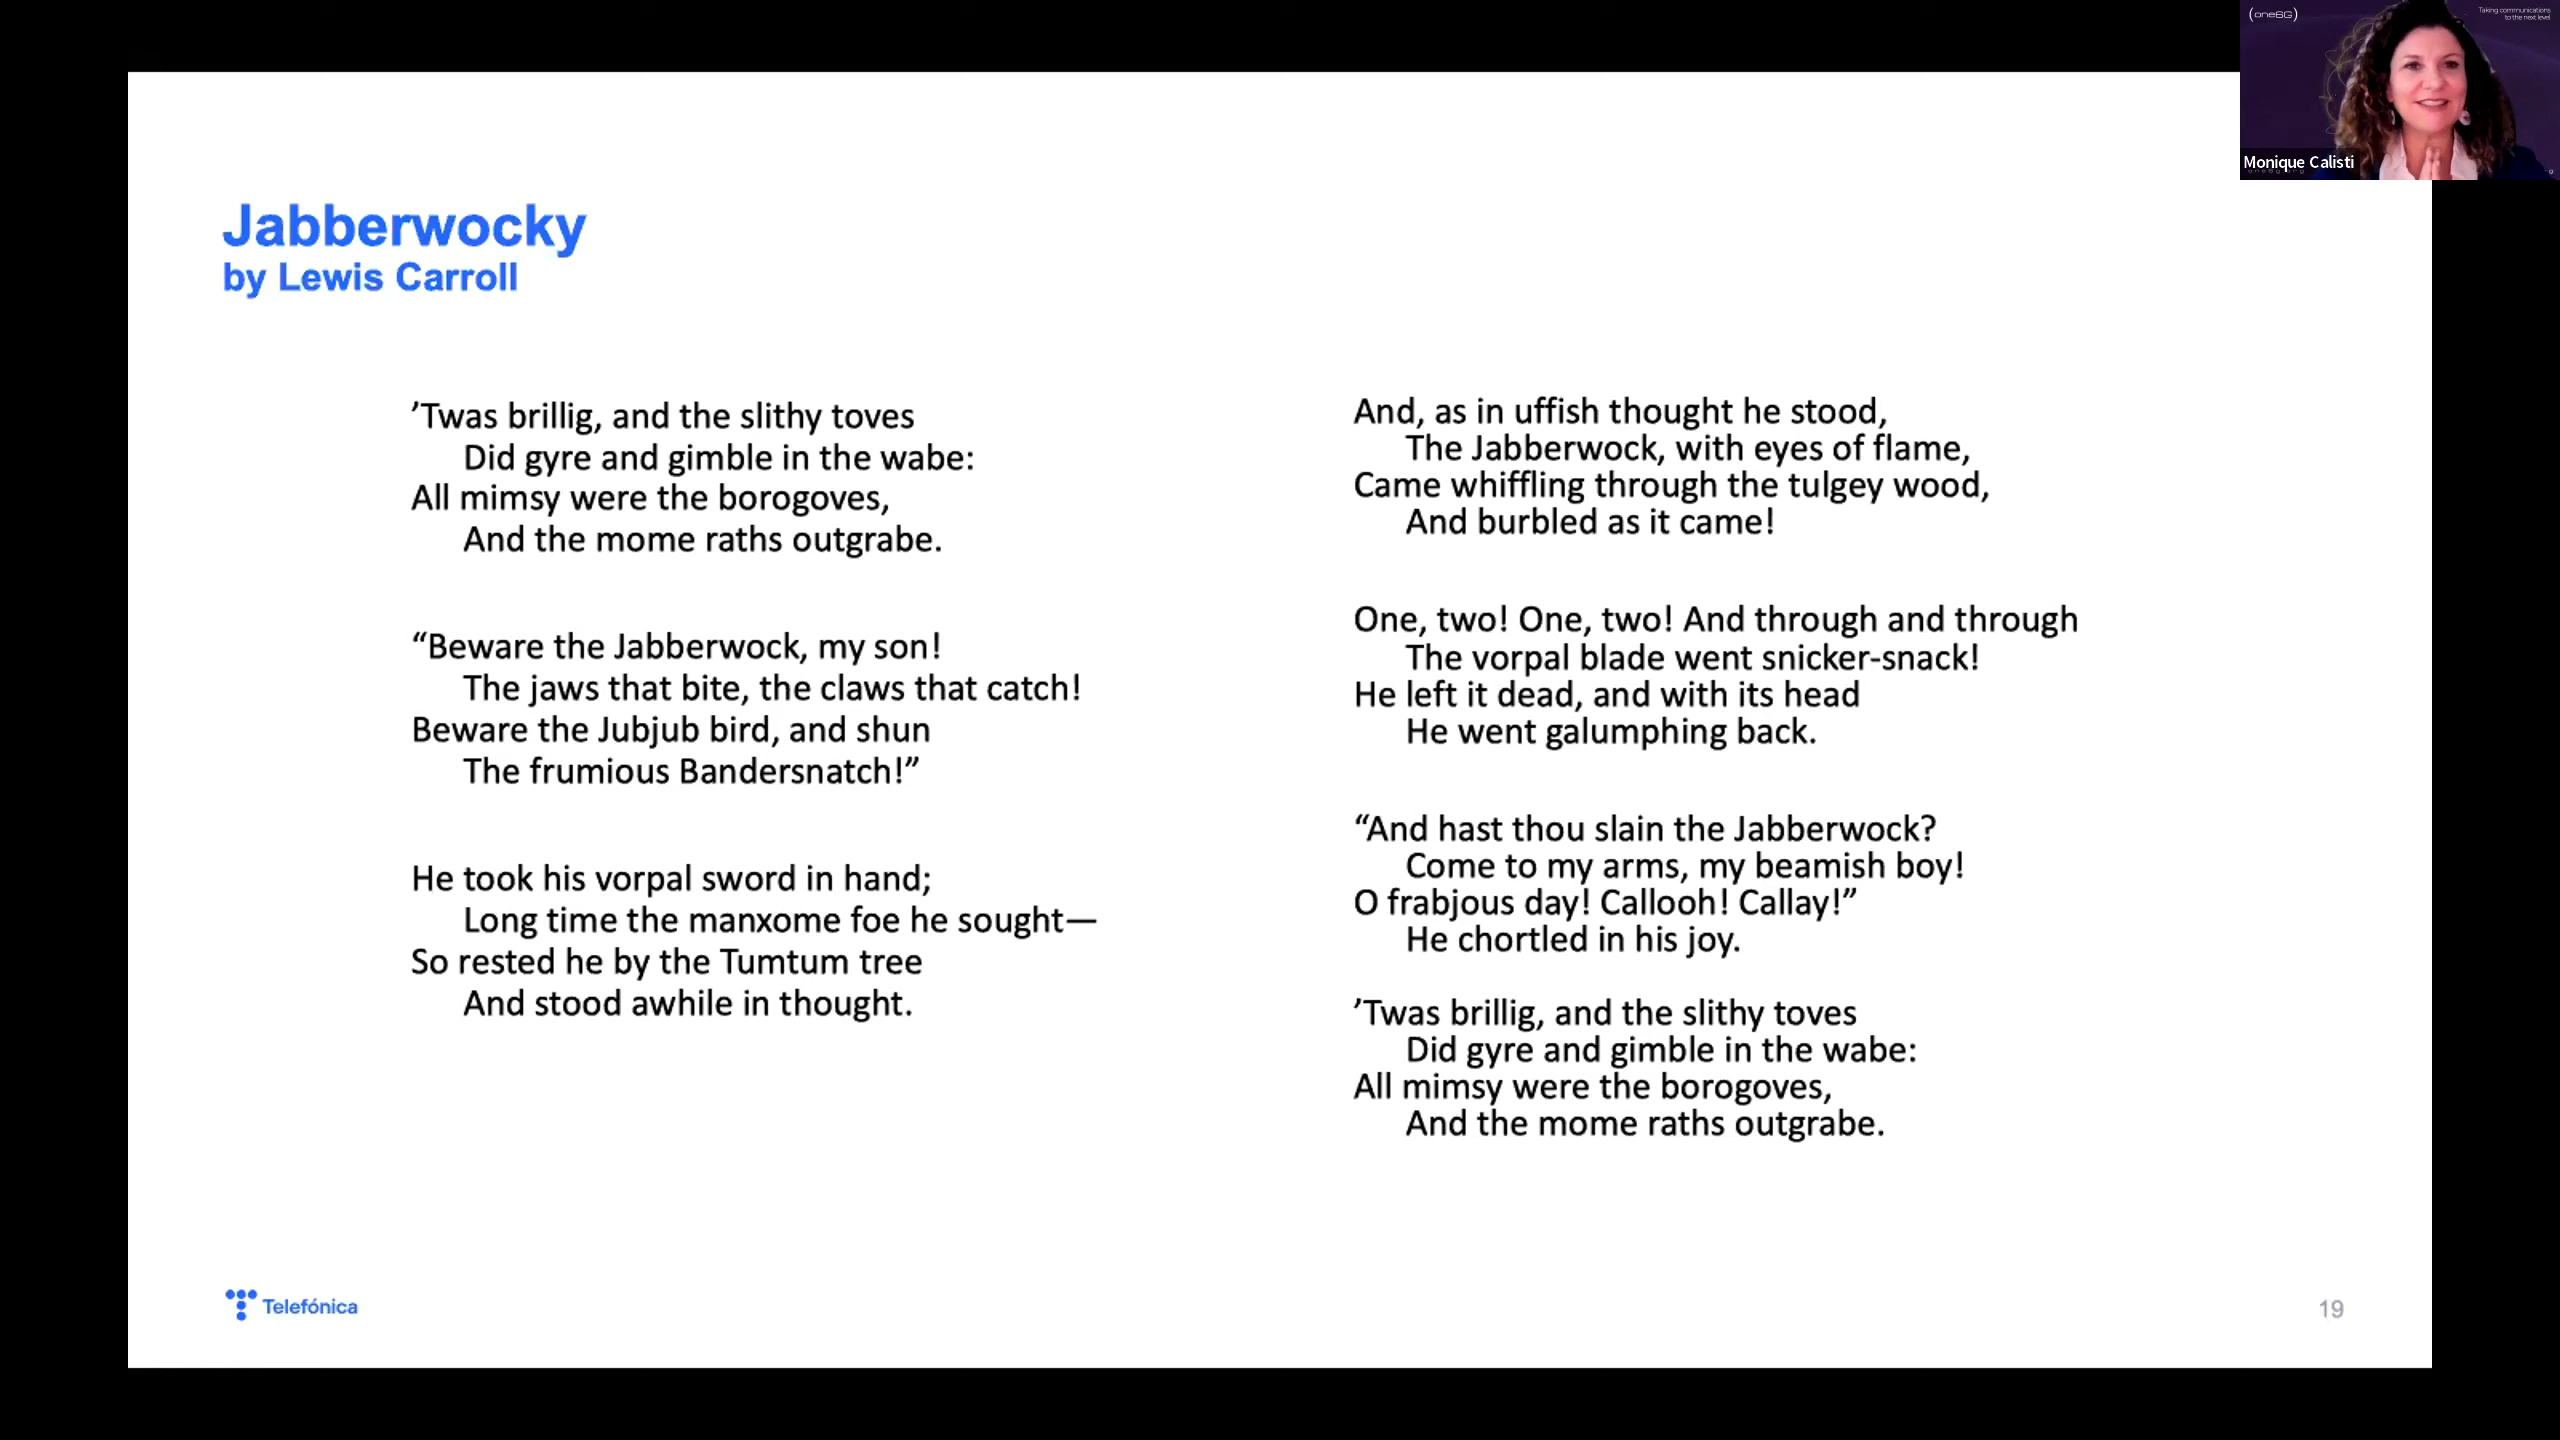 (one6G)
Taking communications
to the next level
Monique Calisti
Jabberwocky
by Lewis Carroll
’Twas brillig, and the slithy toves
Did gyre and gimble in the wabe:
All mimsy were the borogoves,
And the mome raths outgrabe.
“Beware the Jabberwock, my son!
The jaws that bite, the claws that catch!
Beware the Jubjub bird, and shun
The frumious Bandersnatch!”
He took his vorpal sword in hand;
Long time the manxome foe he sought—
So rested he by the Tumtum tree
And stood awhile in thought.
And, as in uffish thought he stood,
The Jabberwock, with eyes of flame,
Came whiffling through the tulgey wood,
And burbled as it came!
One, two! One, two! And through and through
The vorpal blade went snicker-snack!
He left it dead, and with its head
He went galumphing back.
“And hast thou slain the Jabberwock?
Come to my arms, my beamish boy!
O frabjous day! Callooh! Callay!”
He chortled in his joy.
’Twas brillig, and the slithy toves
Did gyre and gimble in the wabe:
All mimsy were the borogoves,
And the mome raths outgrabe.
Telefónica
19